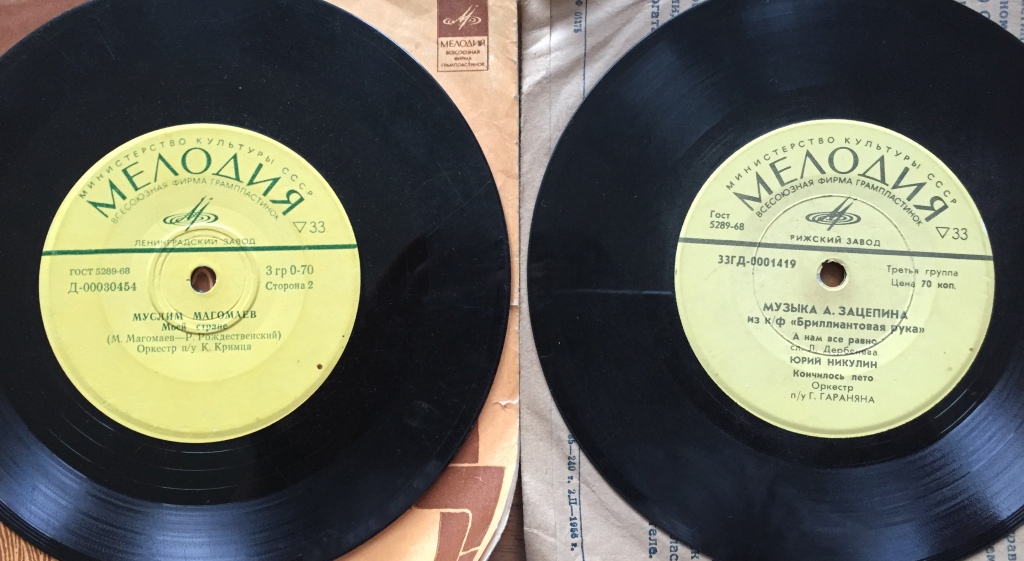 МЕЛОДИЯ
ВСЕСОЮЗНАЯ
ФИРМА
ГРАМПЛАСТИНОК
МИНИСТЕРСТВО КУЛЬТУРЫ СССР
МЕЛОДИЯ
ВСЕСОЮЗНАЯ ФИРМА ГРАМПЛАСТИНОК
▽33
ЛЕНИНГРАДСКИЙ ЗАВОД
ГОСТ 5289-68
3 гр 0-70
Д-00030454
Сторона 2
МУСЛИМ МАГОМАЕВ
Моей стране
(М. Магомаев—Р. Рождественский)
Оркестр п/у К. Кримца
МИНИСТЕРСТВО КУЛЬТУРЫ СССР
МЕЛОДИЯ
ВСЕСОЮЗНАЯ ФИРМА ГРАМПЛАСТИНОК
Гост
5289-68
▽33
РИЖСКИЙ ЗАВОД
33ГД-0001419
Третья группа
Цена 70 коп.
МУЗЫКА А. ЗАЦЕПИНА
из к/ф «Бриллиантовая рука»
А нам все равно
сл. Л. Дербенева
ЮРИЙ НИКУЛИН
Кончилось лето
Оркестр
п/у Г. ГАРАНЯНА